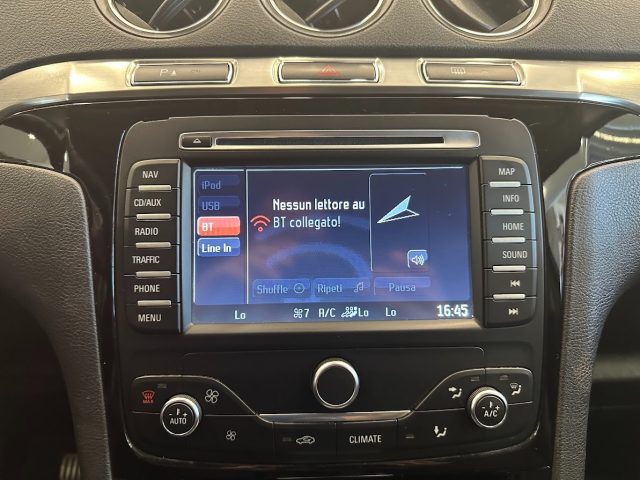 P
NAV
CD/AUX
RADIO
TRAFFIC
PHONE
MENU
iPod
USB
BT
Line In
Nessun lettore au
BT collegato!
Shuffle
Ripeti
Pausa
Lo
7
A/C
Lo
Lo
16:45
MAP
INFO
HOME
SOUND
MAX
AUTO
CLIMATE
A/C